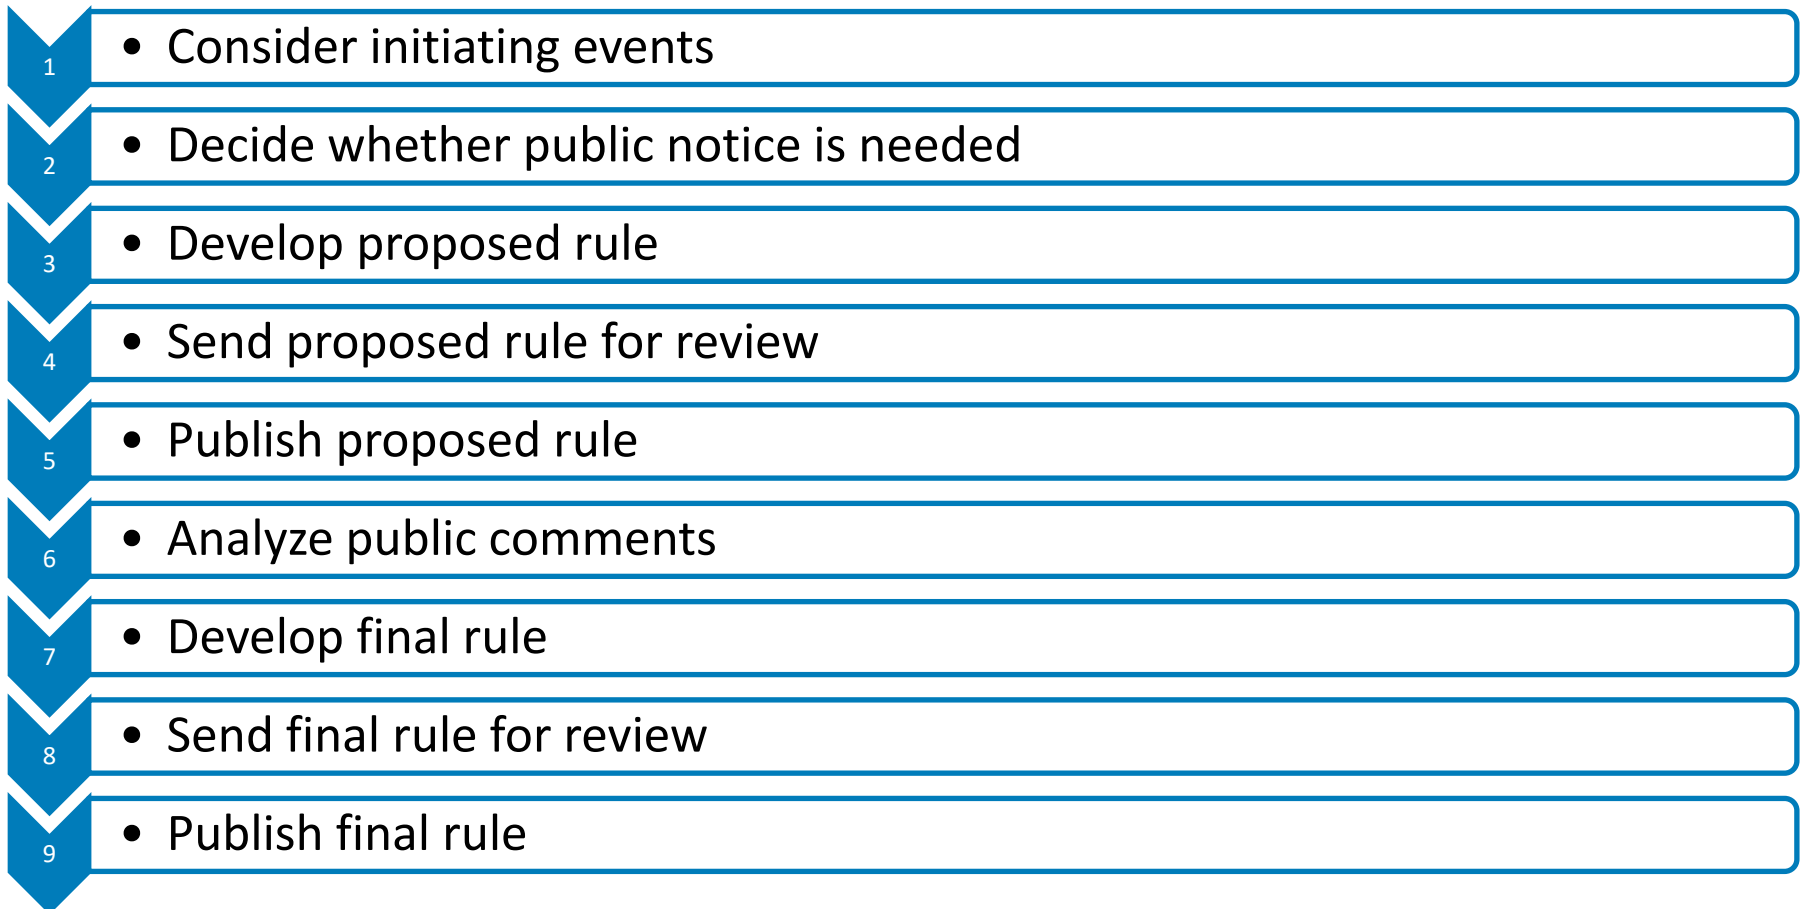 1
• Consider initiating events
2
• Decide whether public notice is needed
3
• Develop proposed rule
4
• Send proposed rule for review
5
• Publish proposed rule
6
• Analyze public comments
7
• Develop final rule
8
• Send final rule for review
9
• Publish final rule